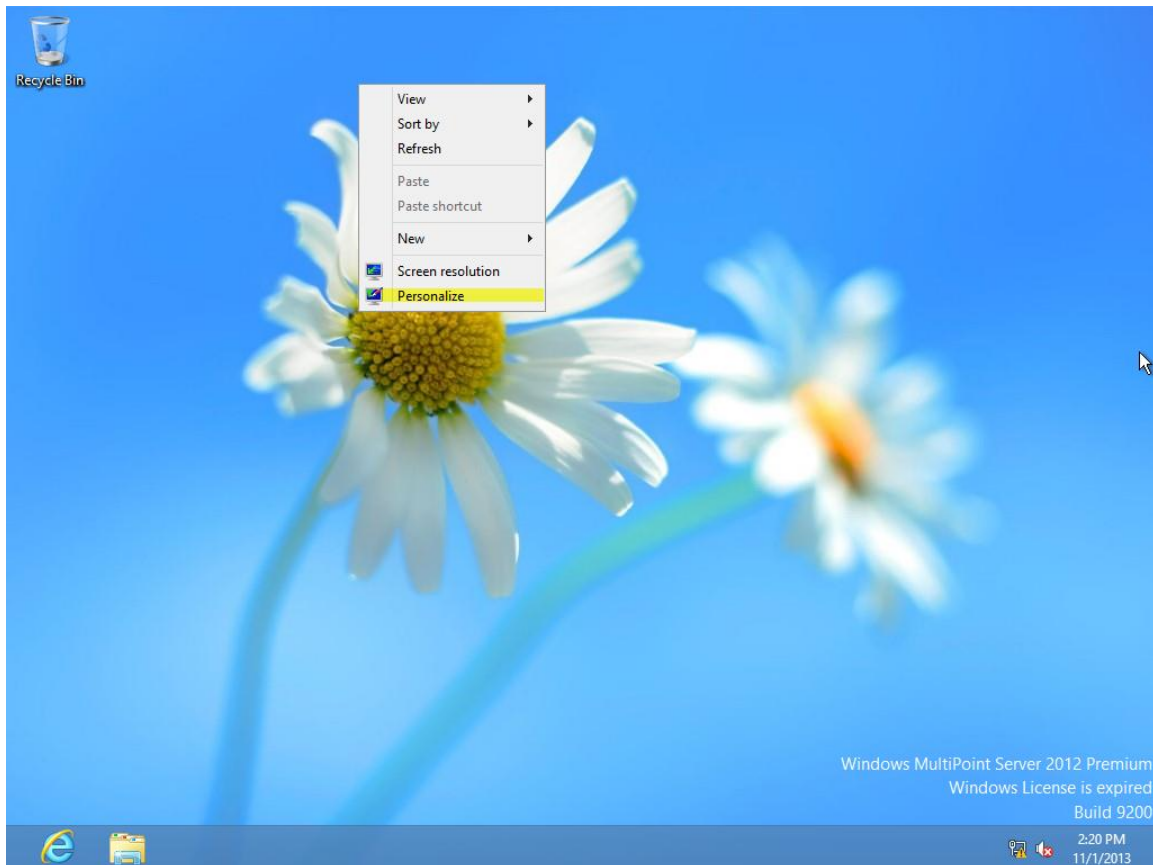 Recycle Bin
View
Sort by
Refresh
Paste
Paste shortcut
New
Screen resolution
Personalize
Windows MultiPoint Server 2012 Premium
Windows License is expired
Build 9200
2:20 PM
11/1/2013